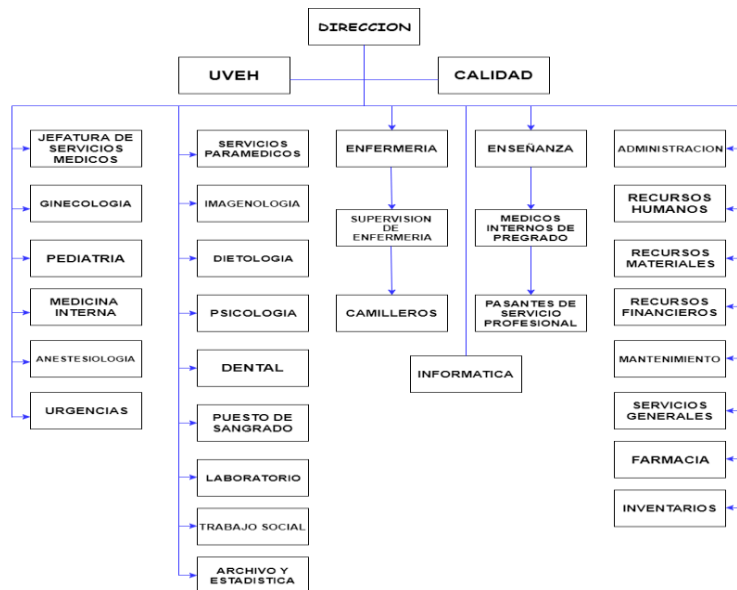 DIRECCION
UVEH
CALIDAD
JEFATURA DE
SERVICIOS
MEDICOS
GINECOLOGIA
PEDIATRIA
MEDICINA
INTERNA
ANESTESIOLOGIA
URGENCIAS
SERVICIOS
PARAMEDICOS
IMAGENOLOGIA
DIETOLOGIA
PSICOLOGIA
DENTAL
PUESTO DE
SANGRADO
LABORATORIO
TRABAJO SOCIAL
ARCHIVO Y
ESTADISTICA
ENFERMERIA
SUPERVISION
DE
ENFERMERIA
CAMILLEROS
INFORMATICA
ENSEÑANZA
MEDICOS
INTERNOS DE
PREGRADO
PASANTES DE
SERVICIO
PROFESIONAL
ADMINISTRACION
RECURSOS
HUMANOS
RECURSOS
MATERIALES
RECURSOS
FINANCIEROS
MANTENIMIENTO
SERVICIOS
GENERALES
FARMACIA
INVENTARIOS